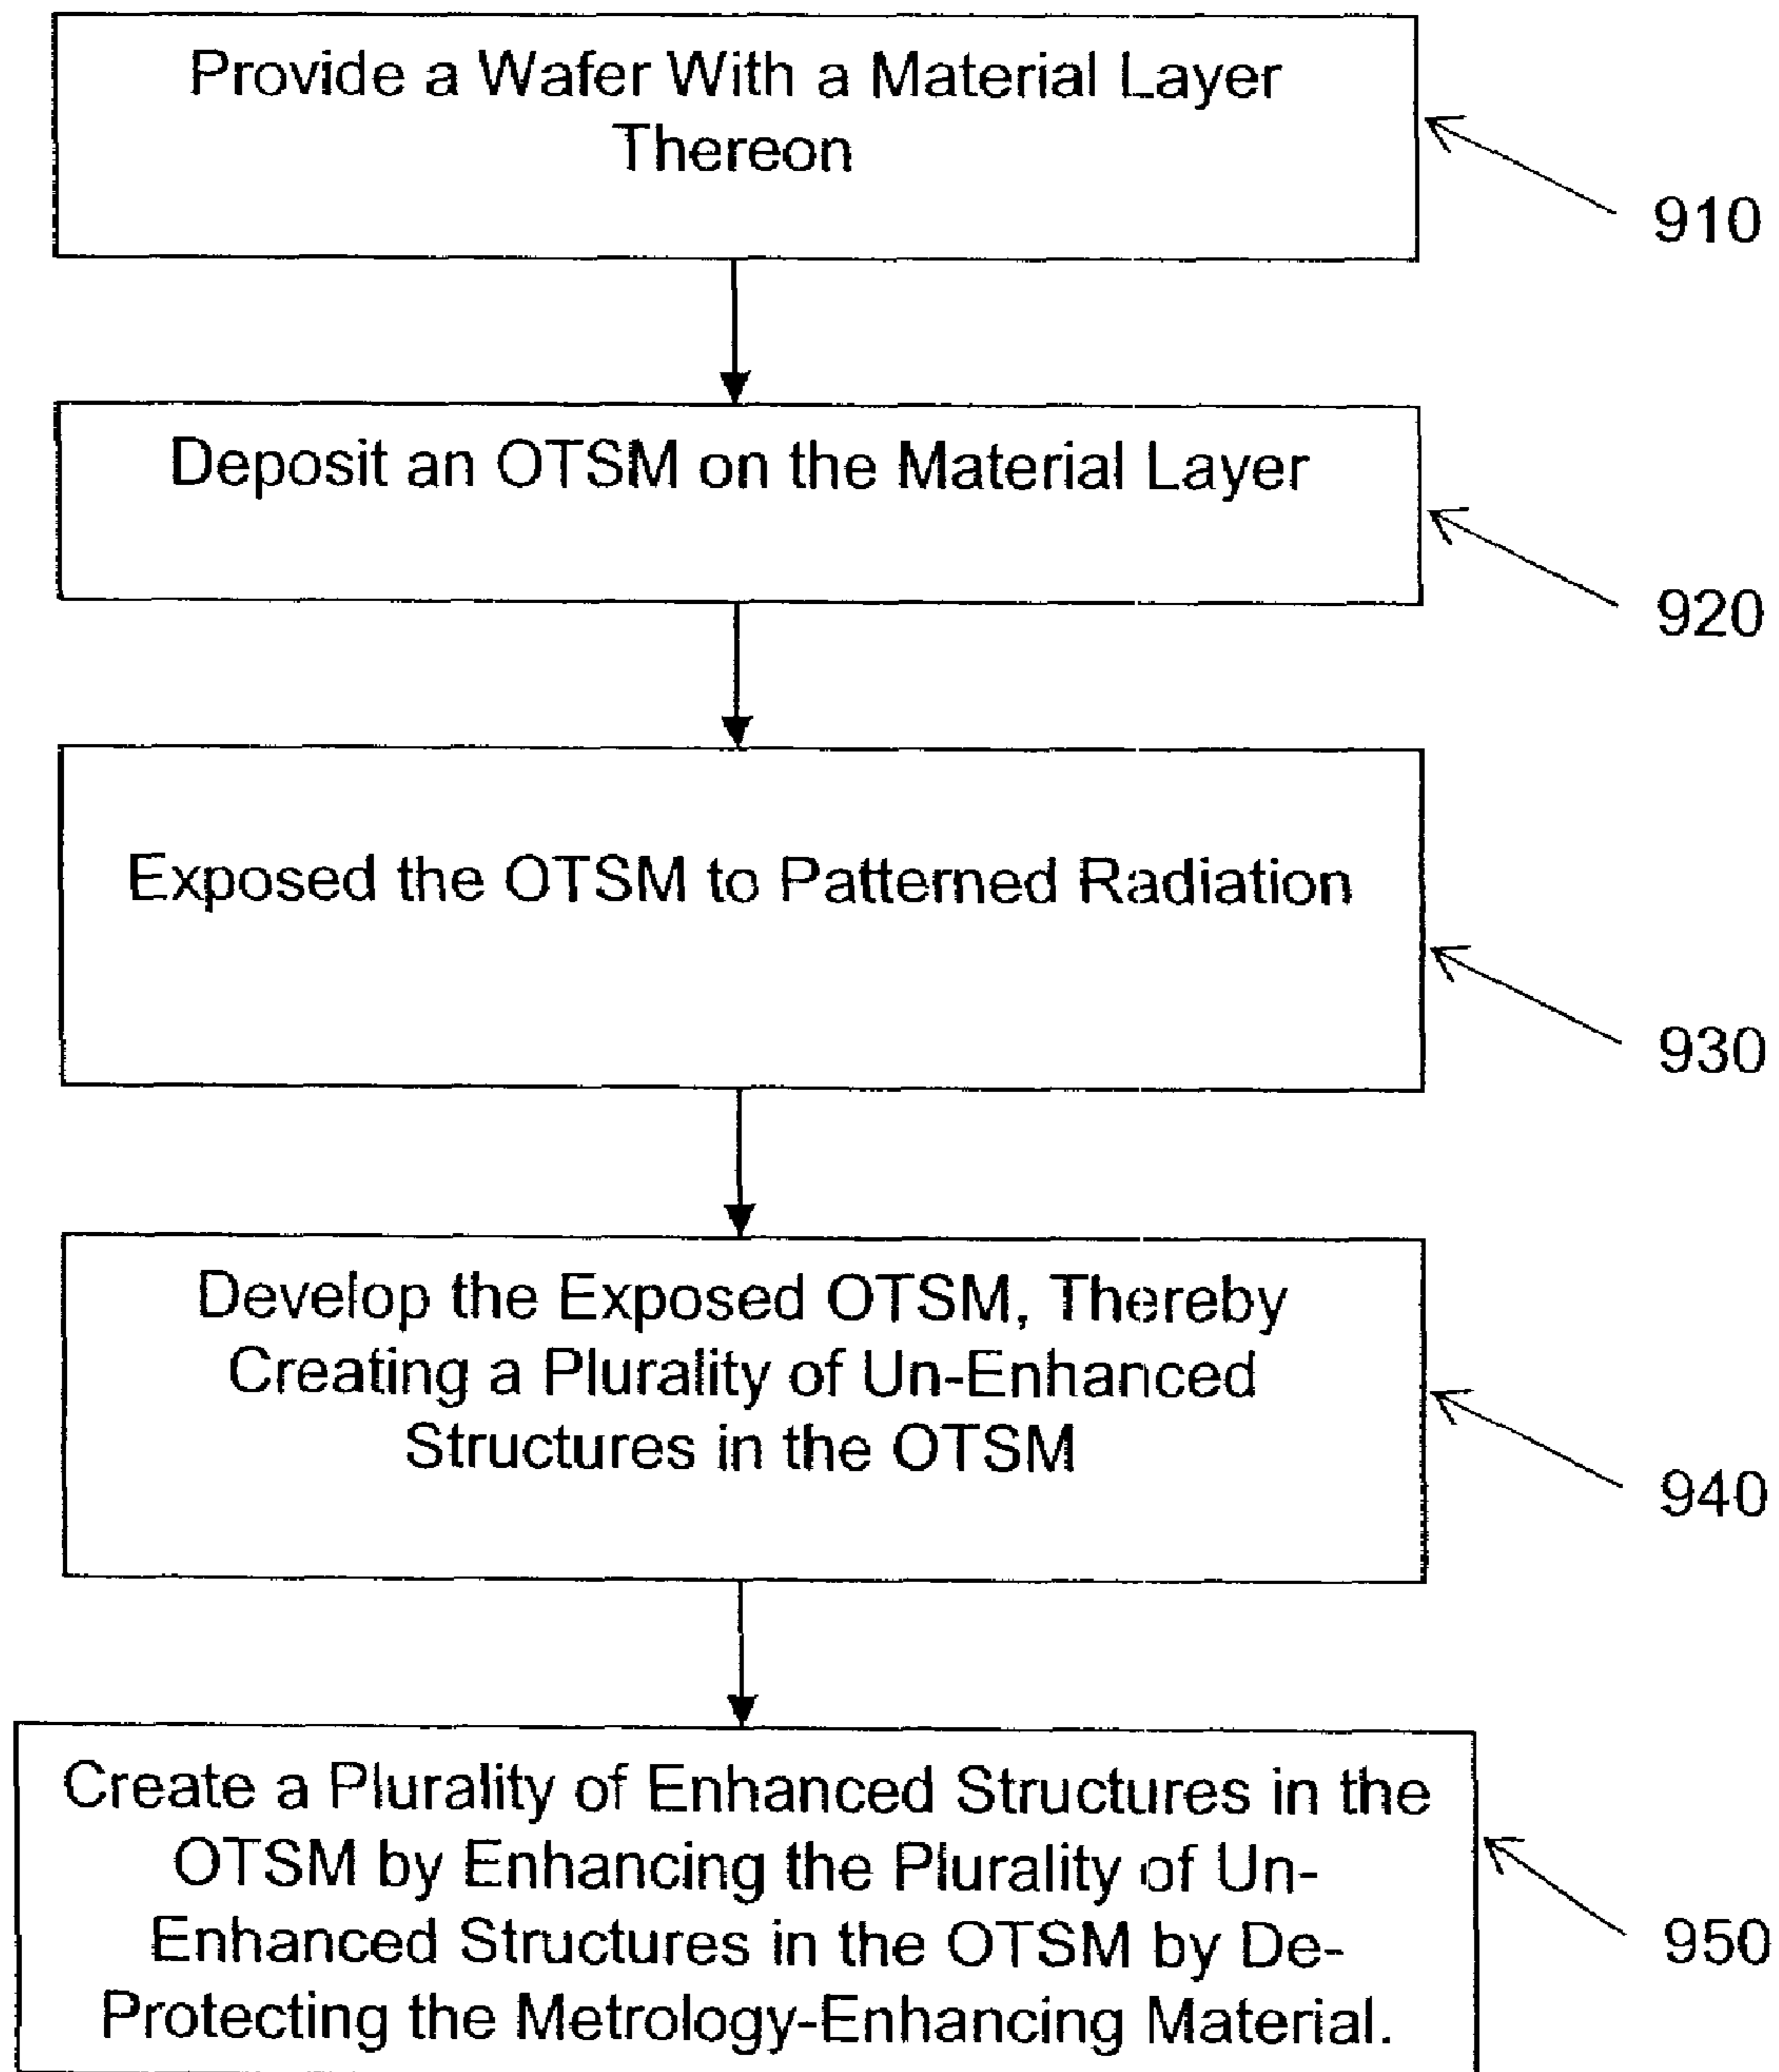 Provide a Wafer With a Material Layer
Thereon
910
Deposit an OTSM on the Material Layer
920
Exposed the OTSM to Patterned Radiation
930
Develop the Exposed OTSM, Thereby
Creating a Plurality of Un-Enhanced
Structures in the OTSM
940
Create a Plurality of Enhanced Structures in the
OTSM by Enhancing the Plurality of Un-
Enhanced Structures in the OTSM by De-
Protecting the Metrology-Enhancing Material.
950